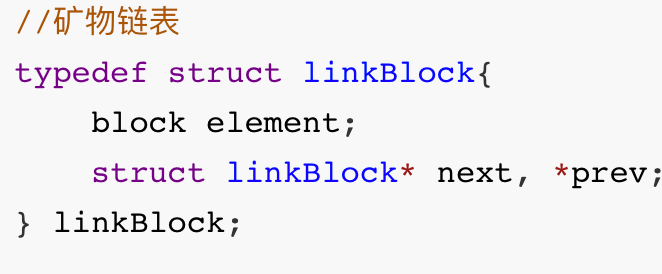 //矿物链表
typedef struct linkBlock{
    block element;
    struct linkBlock* next, *prev;
} linkBlock;